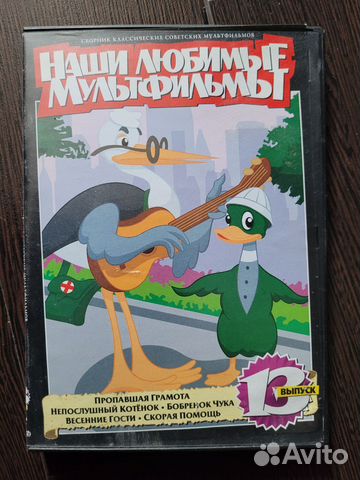 СБОРНИК КЛАССИЧЕСКИХ СОВЕТСКИХ МУЛЬТФИЛЬМОВ
НАШИ ЛЮБИМЫЕ
МУЛЬТФИЛЬМЫ
13
ВЫПУСК
ПРОПАВШАЯ ГРАМОТА
НЕПОСЛУШНЫЙ КОТЁНОК • БОБРЕНОК ЧУКА
ВЕСЕННИЕ ГОСТИ • СКОРАЯ ПОМОЩЬ
Avito